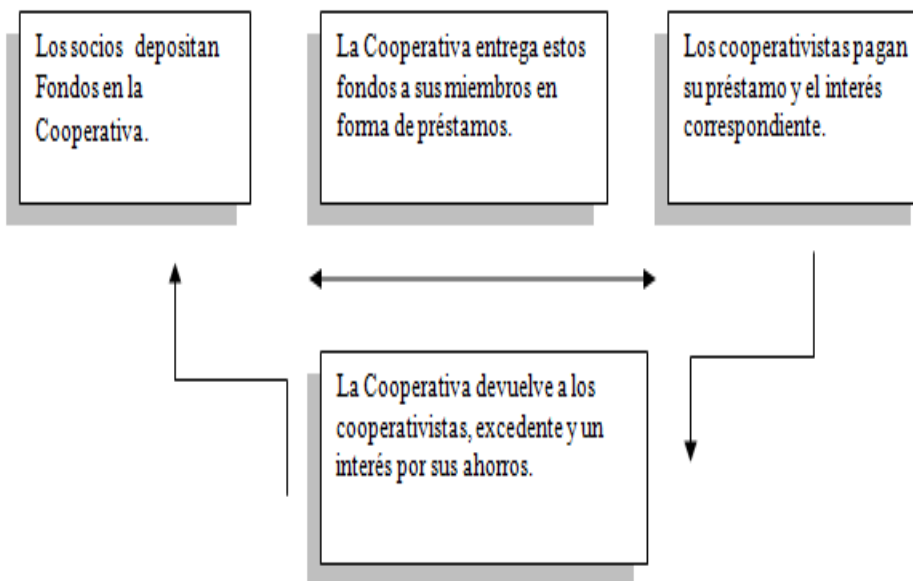 Los socios depositan
Fondos en la
Cooperativa.
La Cooperativa entrega estos
fondos a sus miembros en
forma de préstamos.
Los cooperativistas pagan
su préstamo y el interés
correspondiente.
La Cooperativa devuelve a los
cooperativistas, excedente y un
interés por sus ahorros.